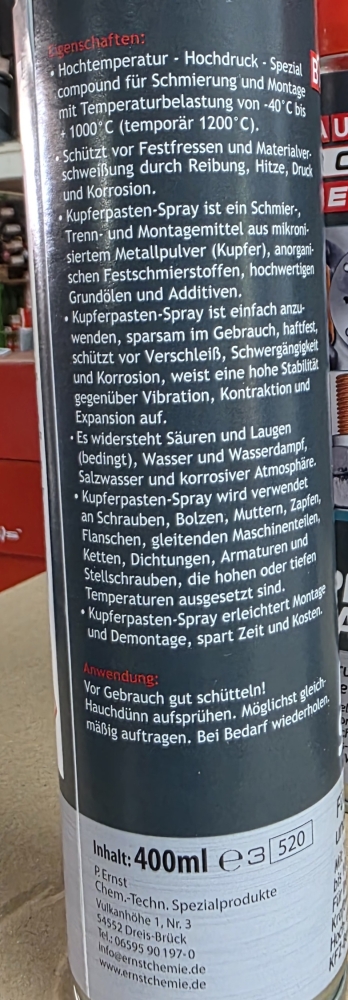 Eigenschaften:
• Hochtemperatur - Hochdruck - Spezial
compound für Schmierung und Montage
mit Temperaturbelastung von -40°C bis
+ 1000°C (temporär 1200°C).
• Schützt vor Festfressen und Materialver-
schweißung durch Reibung, Hitze, Druck
und Korrosion.
• Kupferpasten-Spray ist ein Schmier-,
Trenn- und Montagemittel aus mikroni-
siertem Metallpulver (Kupfer), anorgani-
schen Festschmierstoffen, hochwertigen
Grundölen und Additiven.
• Kupferpasten-Spray ist einfach anzu-
wenden, sparsam im Gebrauch, haftfest,
schützt vor Verschleiß, Schwergängigkeit
und Korrosion, weist eine hohe Stabilität
gegenüber Vibration, Kontraktion und
Expansion auf.
• Es widersteht Säuren und Laugen
(bedingt), Wasser und Wasserdampf,
Salzwasser und korrosiver Atmosphäre.
• Kupferpasten-Spray wird verwendet
an Schrauben, Bolzen, Muttern, Zapfen,
Flanschen, gleitenden Maschinenteilen,
Ketten, Dichtungen, Armaturen und
Stellschrauben, die hohen oder tiefen
Temperaturen ausgesetzt sind.
• Kupferpasten-Spray erleichtert Montage
und Demontage, spart Zeit und Kosten.
Anwendung:
Vor Gebrauch gut schütteln!
Hauchdünn aufsprühen. Möglichst gleich-
mäßig auftragen. Bei Bedarf wiederholen.
Inhalt: 400ml ℮ 3 520
P. Ernst
Chem.-Techn. Spezialprodukte
Vulkanhöhe 1, Nr. 3
54552 Dreis-Brück
Tel.: 06595 90 197-0
info@ernstchemie.de
www.ernstchemie.de